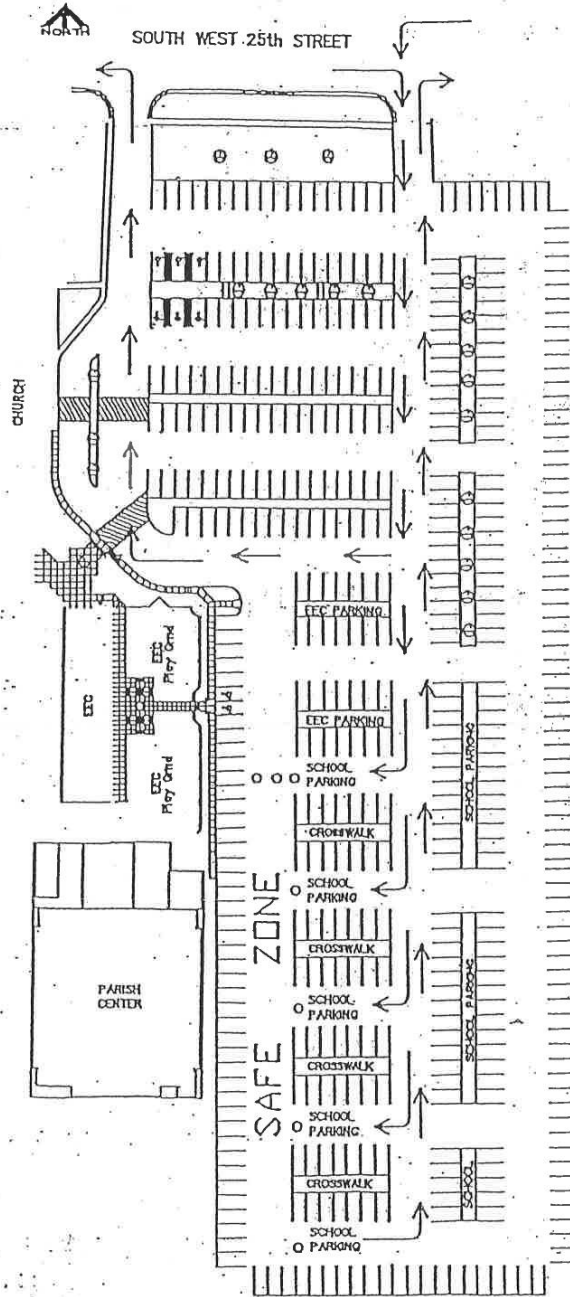 NORTH
SOUTH WEST 25th STREET
CHURCH
EEC PARKING
EEC
EEC
Play Grnd
EEC PARKING
EEC
Play Grnd
SCHOOL
PARKING
SCHOOL PARKING
CROSSWALK
SCHOOL
PARKING
SAFE ZONE
CROSSWALK
PARISH
CENTER
SCHOOL
PARKING
SCHOOL PARKING
CROSSWALK
SCHOOL
PARKING
CROSSWALK
SCHOOL
SCHOOL
PARKING